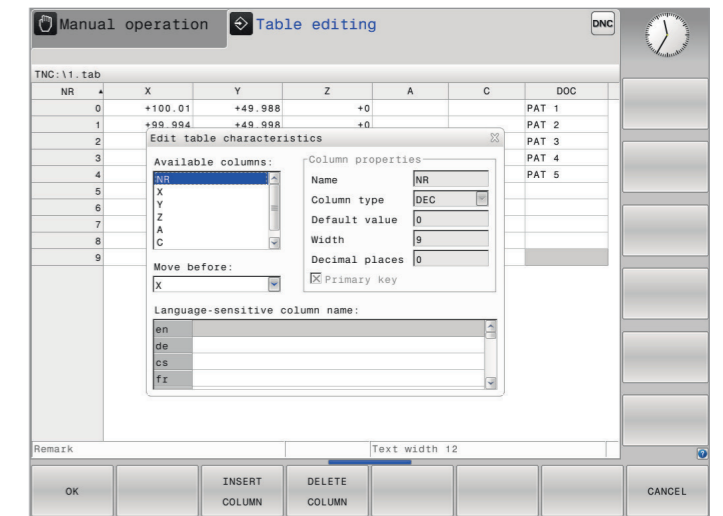 Manual operation Table editing DNC
TNC:\1.tab
NR X Y Z A C DOC
0 +100.01 +49.988 +0 PAT 1
1 +99.994 +49.998 +0 PAT 2
2 PAT 3
3 PAT 4
4 PAT 5
5
6
7
8
9
Edit table characteristics
Available columns:
NR
X
Y
Z
A
C
Move before:
X
Column properties
Name NR
Column type DEC
Default value 0
Width 9
Decimal places 0
Primary key
Language-sensitive column name:
en
de
cs
fr
Remark Text width 12
OK INSERT COLUMN DELETE COLUMN CANCEL